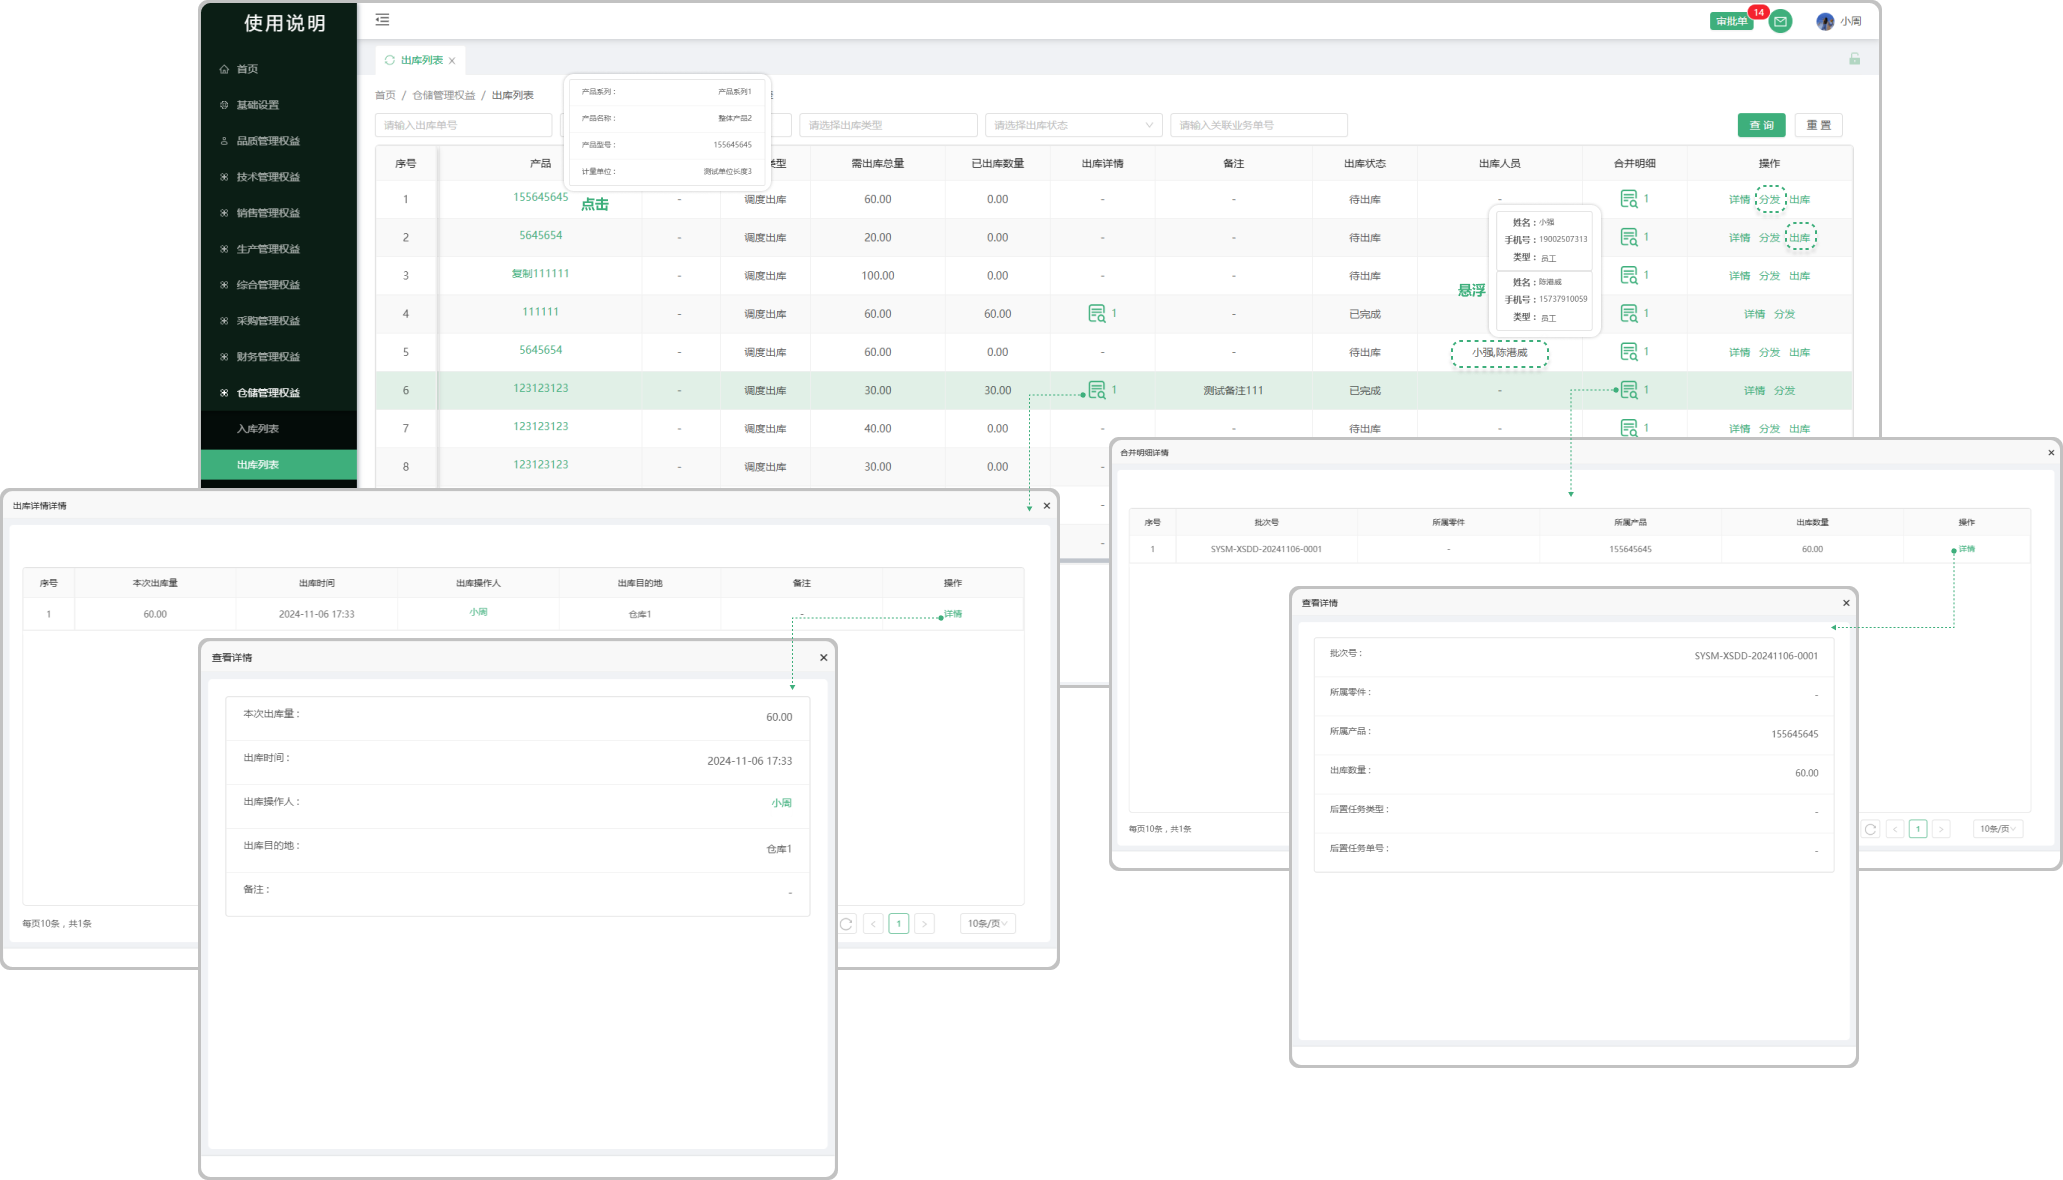 使用说明
审批单 14
小周
首页
基础设置
品质管理权益
技术管理权益
销售管理权益
生产管理权益
综合管理权益
采购管理权益
财务管理权益
仓储管理权益
入库列表
出库列表
出库列表
首页 / 仓储管理权益 / 出库列表
产品系列： 产品系列1
产品名称： 整体产品2
产品型号： 155645645
计量单位： 测试单位长度3
请输入出库单号 请选择出库类型 请选择出库状态 请输入关联业务单号 查 询 重 置
序号 产品 类型 需出库总量 已出库数量 出库详情 备注 出库状态 出库人员 合并明细 操作
1 155645645 - 调度出库 60.00 0.00 - - 待出库 - 1 详情 分发 出库
点击
2 5645654 - 调度出库 20.00 0.00 - - 待出库 1 详情 分发 出库
3 复制111111 - 调度出库 100.00 0.00 - - 待出库 1 详情 分发 出库
4 111111 - 调度出库 60.00 60.00 1 - 已完成 1 详情 分发
5 5645654 - 调度出库 60.00 0.00 - - 待出库 小强,陈港威 1 详情 分发 出库
6 123123123 - 调度出库 30.00 30.00 1 测试备注111 已完成 - 1 详情 分发
7 123123123 - 调度出库 40.00 0.00 - - 待出库 - 1 详情 分发 出库
8 123123123 - 调度出库 30.00 0.00 -
-
-
姓名：小强
手机号：19002507313
类型：员工
姓名：陈港威
手机号：15737910059
类型：员工
悬浮
出库详情详情
序号 本次出库量 出库时间 出库操作人 出库目的地 备注 操作
1 60.00 2024-11-06 17:33 小周 仓库1 - 详情
每页10条，共1条
1 10条/页
查看详情
本次出库量： 60.00
出库时间： 2024-11-06 17:33
出库操作人： 小周
出库目的地： 仓库1
备注： -
合并明细详情
序号 批次号 所属零件 所属产品 出库数量 操作
1 SYSM-XSDD-20241106-0001 - 155645645 60.00 详情
每页10条，共1条
1 10条/页
查看详情
批次号： SYSM-XSDD-20241106-0001
所属零件： -
所属产品： 155645645
出库数量： 60.00
后置任务类型： -
后置任务单号： -